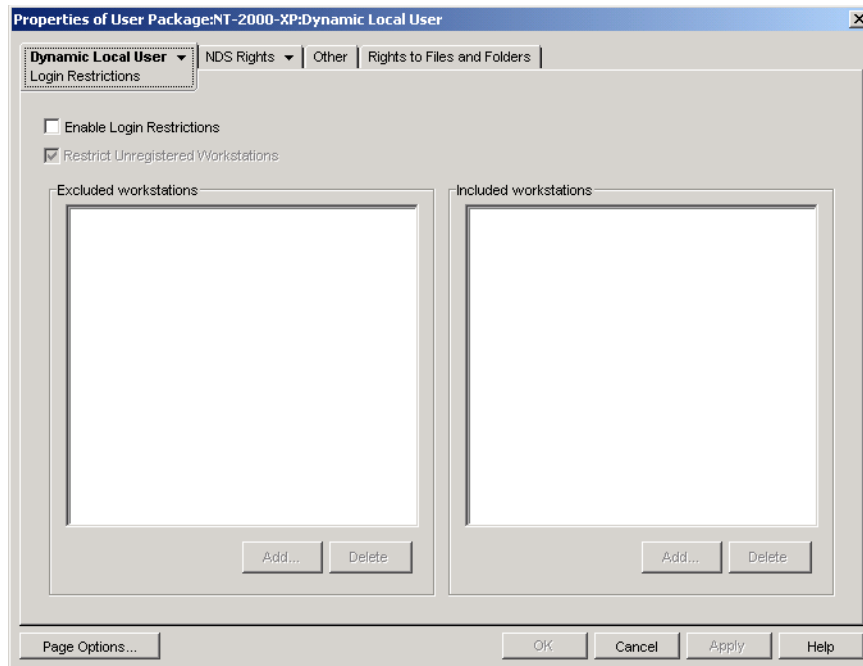 Properties of User Package:NT-2000-XP:Dynamic Local User
Dynamic Local User NDS Rights Other Rights to Files and Folders
Login Restrictions
Enable Login Restrictions
Restrict Unregistered Workstations
Excluded workstations Included workstations
Add... Delete Add... Delete
Page Options... OK Cancel Apply Help